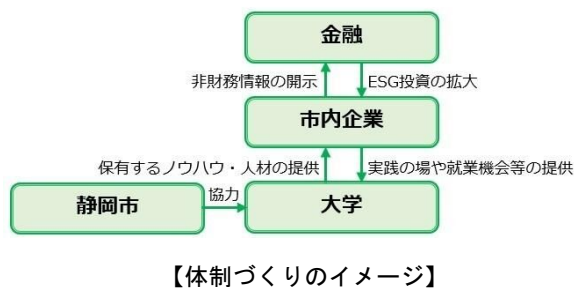 金融
非財務情報の開示
ESG投資の拡大
市内企業
保有するノウハウ・人材の提供
実践の場や就業機会等の提供
静岡市
協力
大学
【体制づくりのイメージ】